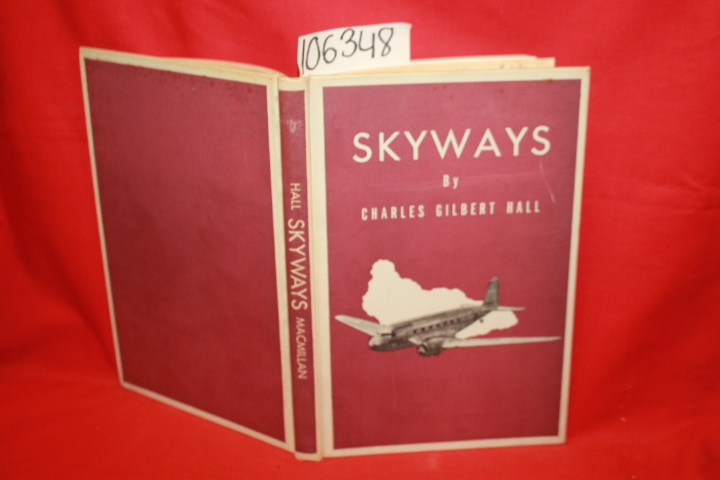 106348
SKYWAYS
By
CHARLES GILBERT HALL
HALL SKYWAYS MACMILLAN